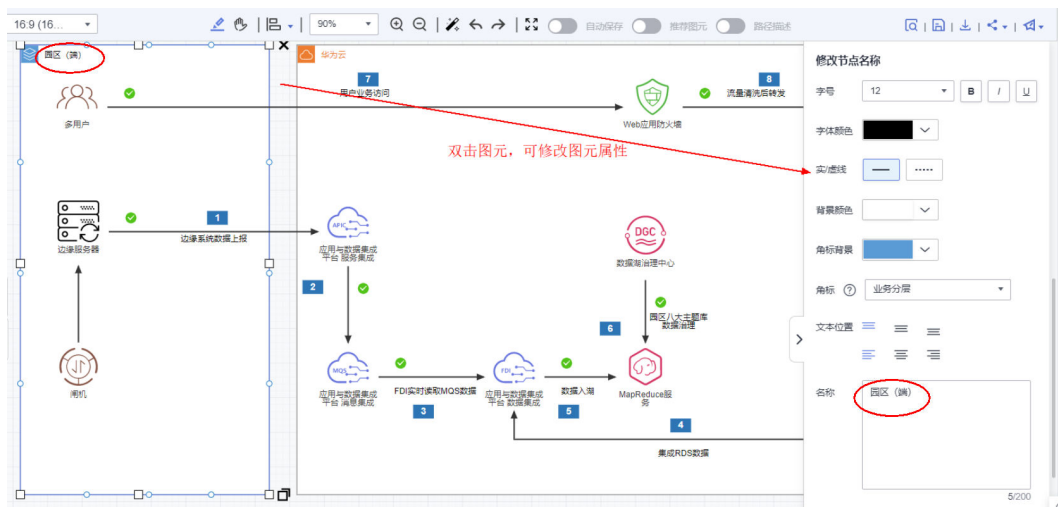 16:9 (16...
90%
自动保存
推荐图元
路径描述
园区（端）
华为云
7
用户业务访问
8
流量清洗后转发
多用户
Web应用防火墙
双击图元，可修改图元属性
1
边缘系统数据上报
边缘服务器
APIC
应用与数据集成
平台 服务集成
DGC
数据湖治理中心
2
园区八大主题库
数据治理
6
MQS
应用与数据集成
平台 消息集成
FDI实时读取MQS数据
3
FDI
应用与数据集成
平台 数据集成
数据入湖
5
MapReduce服
务
闸机
4
集成RDS数据
修改节点名称
字号
12
B
I
U
字体颜色
实/虚线
背景颜色
角标背景
角标
?
业务分层
文本位置
名称
园区（端）
5/200